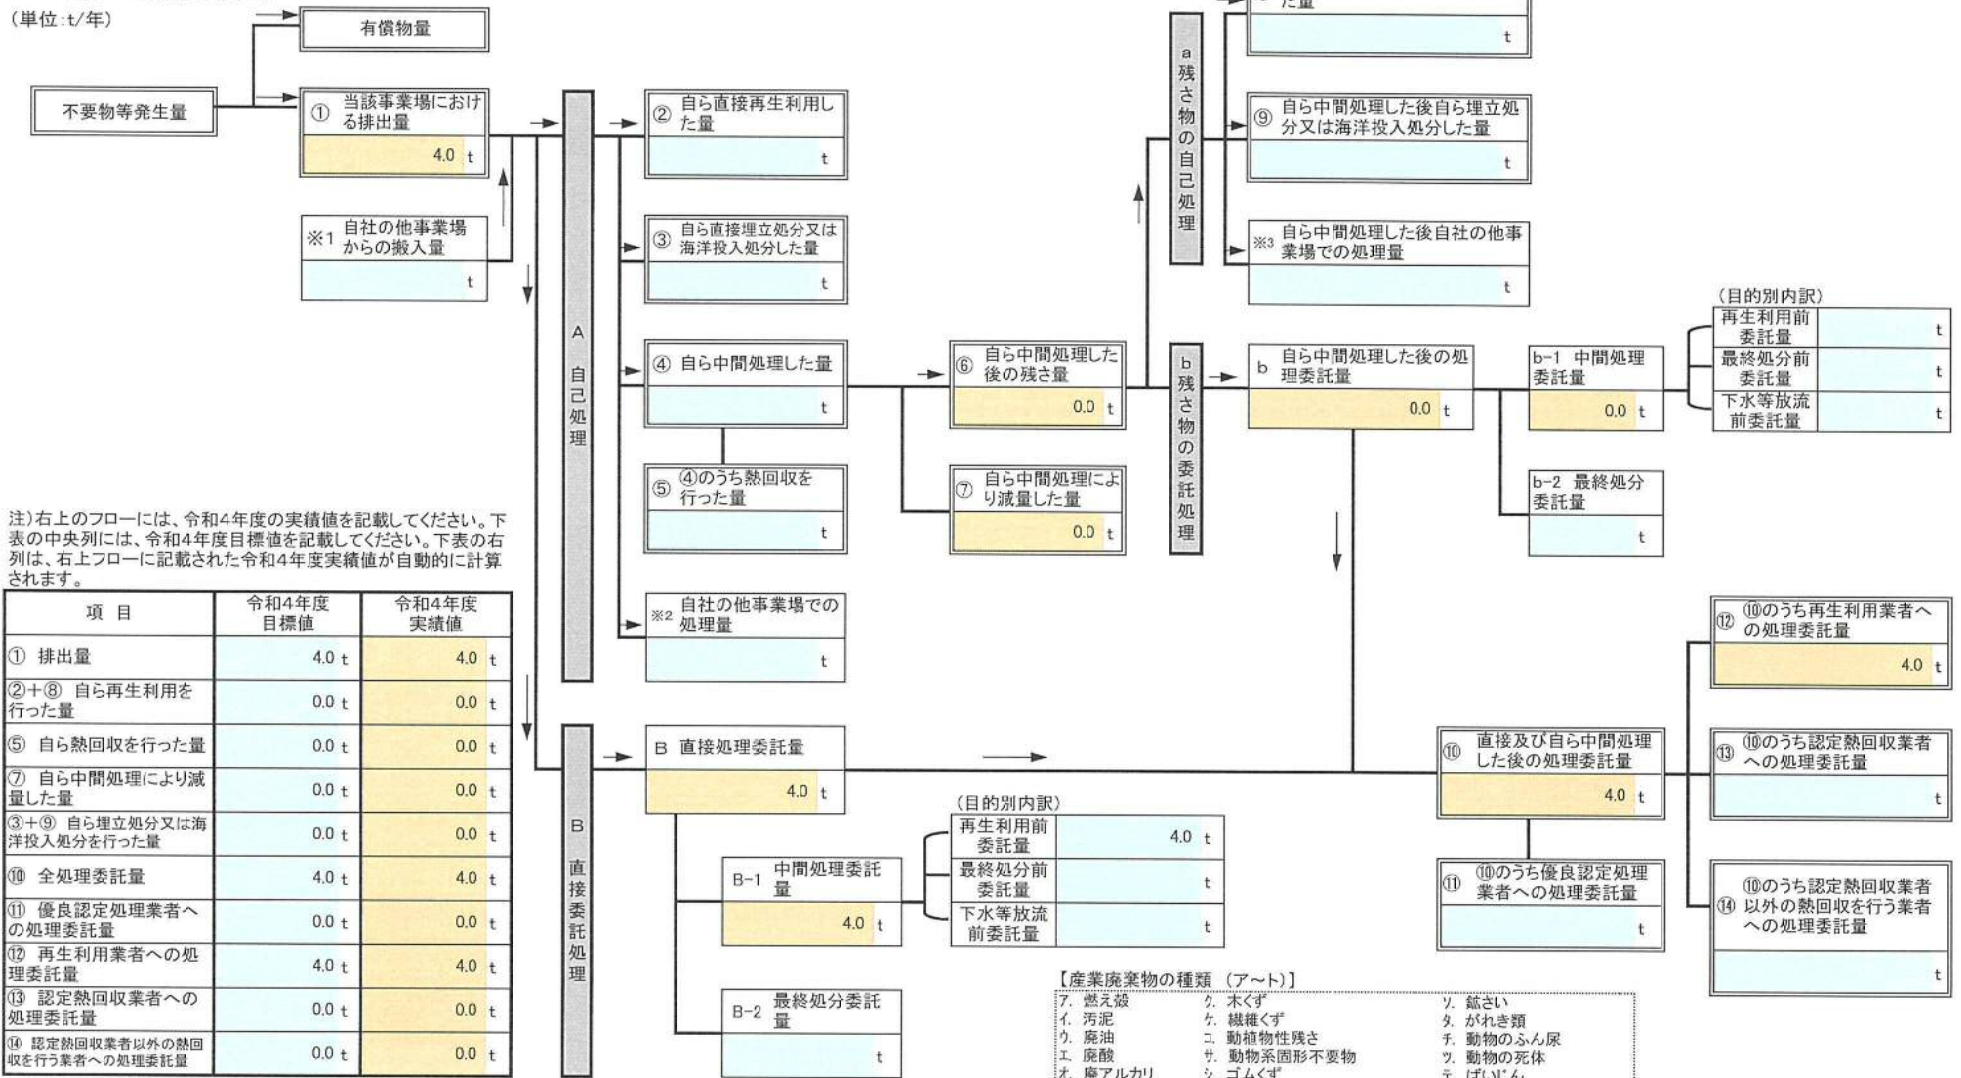 (単位:t/年)
有償物量
不要物等発生量
① 当該事業場におけ
る排出量
4.0 t
※1 自社の他事業場
からの搬入量
t
A 自己処理
② 自ら直接再生利用し
た量
t
③ 自ら直接埋立処分又は
海洋投入処分した量
t
④ 自ら中間処理した量
t
⑤ ④のうち熱回収を
行った量
t
※2 自社の他事業場での
処理量
t
⑥ 自ら中間処理した
後の残さ量
0.0 t
⑦ 自ら中間処理によ
り減量した量
0.0 t
a 残さ物の自己処理
た量
t
⑨ 自ら中間処理した後自ら埋立処
分又は海洋投入処分した量
t
※3 自ら中間処理した後自社の他事
業場での処理量
t
b 残さ物の委託処理
b 自ら中間処理した後の処
理委託量
0.0 t
b-1 中間処理
委託量
0.0 t
(目的別内訳)
再生利用前
委託量 t
最終処分前
委託量 t
下水等放流
前委託量 t
b-2 最終処分
委託量
t
注)右上のフローには、令和4年度の実績値を記載してください。下
表の中央列には、令和4年度目標値を記載してください。下表の右
列は、右上フローに記載された令和4年度実績値が自動的に計算
されます。
項 目 令和4年度 目標値 令和4年度 実績値
① 排出量 4.0 t 4.0 t
②+⑧ 自ら再生利用を
行った量 0.0 t 0.0 t
⑤ 自ら熱回収を行った量 0.0 t 0.0 t
⑦ 自ら中間処理により減
量した量 0.0 t 0.0 t
③+⑨ 自ら埋立処分又は海
洋投入処分を行った量 0.0 t 0.0 t
⑩ 全処理委託量 4.0 t 4.0 t
⑪ 優良認定処理業者へ
の処理委託量 0.0 t 0.0 t
⑫ 再生利用業者への処
理委託量 4.0 t 4.0 t
⑬ 認定熱回収業者への
処理委託量 0.0 t 0.0 t
⑭ 認定熱回収業者以外の熱回
収を行う業者への処理委託量 0.0 t 0.0 t
B 直接委託処理
B 直接処理委託量
4.0 t
B-1 中間処理委託
量
4.0 t
(目的別内訳)
再生利用前
委託量 4.0 t
最終処分前
委託量 t
下水等放流
前委託量 t
B-2 最終処分委託
量
t
⑩ 直接及び自ら中間処理
した後の処理委託量
4.0 t
⑪ ⑩のうち優良認定処理
業者への処理委託量
t
⑫ ⑩のうち再生利用業者へ
の処理委託量
4.0 t
⑬ ⑩のうち認定熱回収業者
への処理委託量
t
⑭ ⑩のうち認定熱回収業者
以外の熱回収を行う業者
への処理委託量
t
【産業廃棄物の種類 (ア～ト)】
ア. 燃え殻 ク. 木くず ソ. 鉱さい
イ. 汚泥 ケ. 繊維くず タ. がれき類
ウ. 廃油 コ. 動植物性残さ チ. 動物のふん尿
エ. 廃酸 サ. 動物系固形不要物 ツ. 動物の死体
オ. 廃アルカリ シ. ゴムくず テ. ばいじん